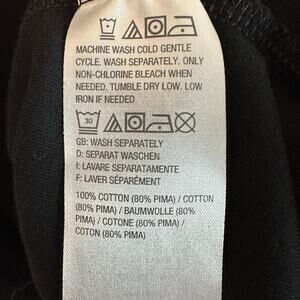 MACHINE WASH COLD GENTLE
CYCLE. WASH SEPARATELY. ONLY
NON-CHLORINE BLEACH WHEN
NEEDED. TUMBLE DRY LOW. LOW
IRON IF NEEDED
30
GB: WASH SEPARATELY
D: SEPARAT WASCHEN
I: LAVARE SEPARATAMENTE
F: LAVER SÉPARÉMENT
100% COTTON (80% PIMA) / COTTON
(80% PIMA) / BAUMWOLLE (80%
PIMA) / COTONE (80% PIMA) /
COTON (80% PIMA)